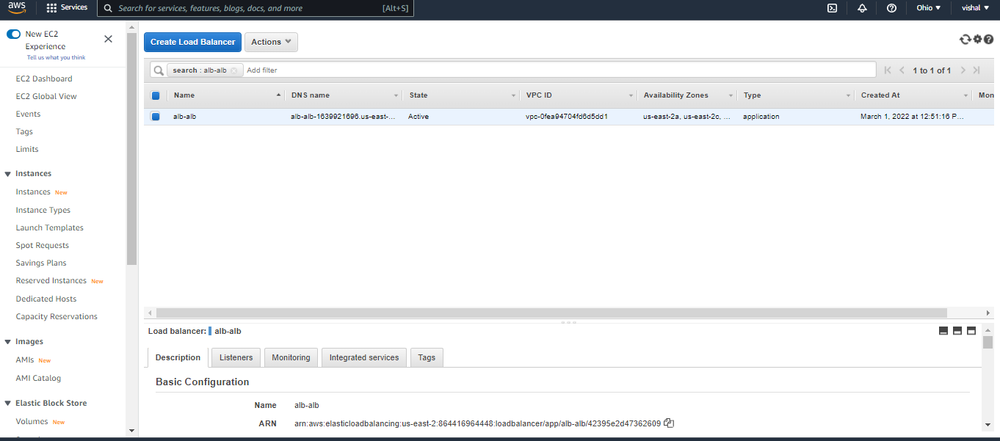 aws Services Search for services, features, blogs, docs, and more [Alt+S] Ohio vishal
New EC2
Experience
Tell us what you think
EC2 Dashboard
EC2 Global View
Events
Tags
Limits
Instances
Instances New
Instance Types
Launch Templates
Spot Requests
Savings Plans
Reserved Instances New
Dedicated Hosts
Capacity Reservations
Images
AMIs New
AMI Catalog
Elastic Block Store
Volumes New
Create Load Balancer Actions
search : alb-alb Add filter 1 to 1 of 1
Name DNS name State VPC ID Availability Zones Type Created At Mon
alb-alb alb-alb-1639921696.us-east-... Active vpc-0fea94704fd6d5dd1 us-east-2a, us-east-2c, ... application March 1, 2022 at 12:51:16 P...
Load balancer: alb-alb
Description Listeners Monitoring Integrated services Tags
Basic Configuration
Name alb-alb
ARN arn:aws:elasticloadbalancing:us-east-2:864416964448:loadbalancer/app/alb-alb/42395e2d47362609